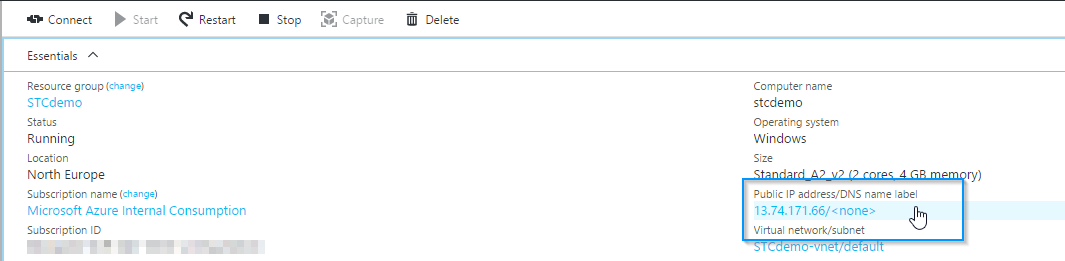 Connect Start Restart Stop Capture Delete
Essentials
Resource group (change)
STCdemo
Status
Running
Location
North Europe
Subscription name (change)
Microsoft Azure Internal Consumption
Subscription ID
Computer name
stcdemo
Operating system
Windows
Size
Standard_A2_v2 (2 cores, 4 GB memory)
Public IP address/DNS name label
13.74.171.66/<none>
Virtual network/subnet
STCdemo-vnet/default